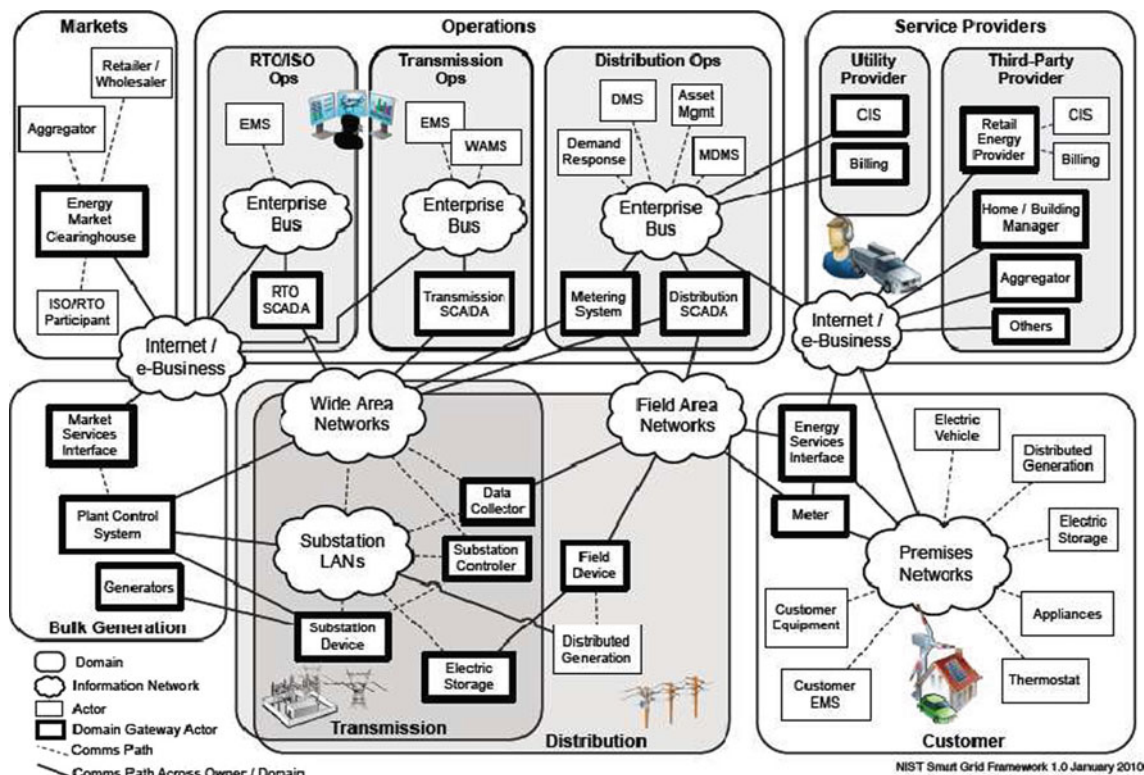 Markets
Retailer /
Wholesaler
Aggregator
Energy
Market
Clearinghouse
ISO/RTO
Participant
Internet /
e-Business
Operations
RTO/ISO
Ops
EMS
Enterprise
Bus
RTO
SCADA
Transmission
Ops
EMS
WAMS
Enterprise
Bus
Transmission
SCADA
Distribution Ops
DMS
Asset
Mgmt
Demand
Response
MDMS
Enterprise
Bus
Metering
System
Distribution
SCADA
Service Providers
Utility
Provider
CIS
Billing
Third-Party
Provider
Retail
Energy
Provider
CIS
Billing
Home / Building
Manager
Aggregator
Others
Internet /
e-Business
Market
Services
Interface
Plant Control
System
Generators
Bulk Generation
Wide Area
Networks
Field Area
Networks
Substation
LANs
Data
Collector
Substation
Controler
Field
Device
Substation
Device
Electric
Storage
Distributed
Generation
Transmission
Distribution
Energy
Services
Interface
Meter
Electric
Vehicle
Distributed
Generation
Electric
Storage
Premises
Networks
Appliances
Customer
Equipment
Thermostat
Customer
EMS
Customer
Domain
Information Network
Actor
Domain Gateway Actor
Comms Path
Comms Path Across Owner / Domain
NIST Smart Grid Framework 1.0 January 2010